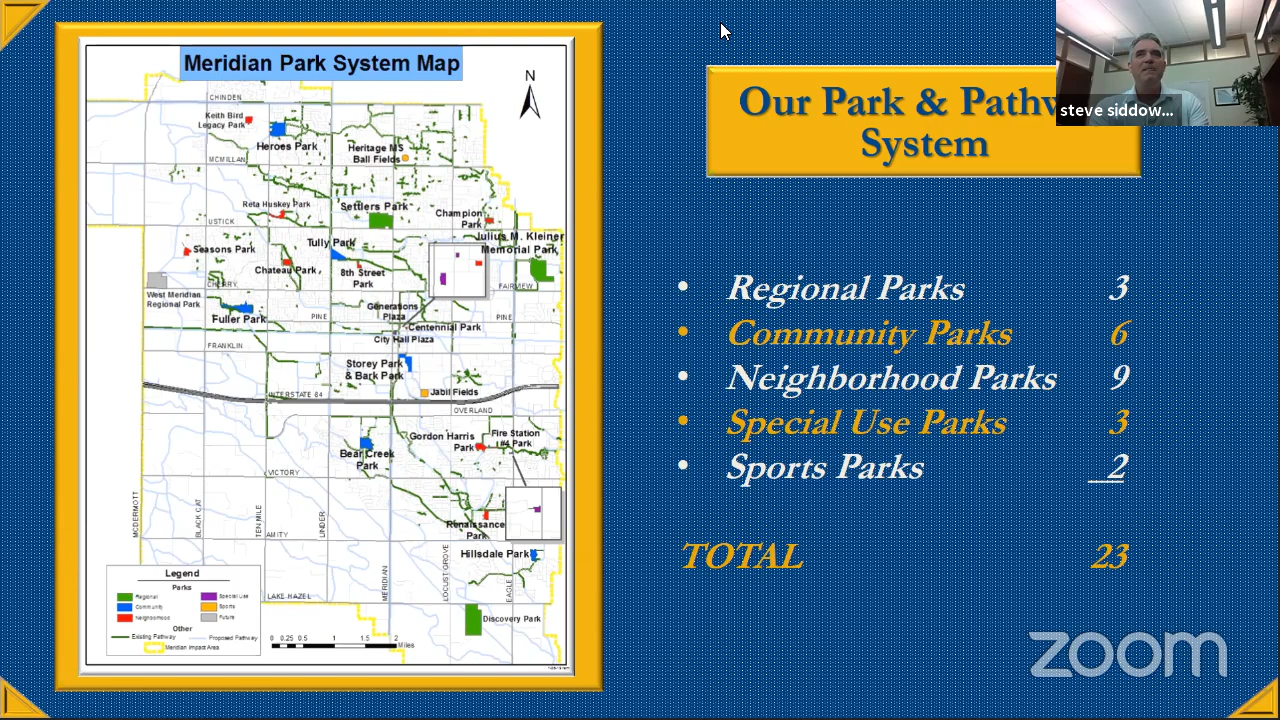 Meridian Park System Map
N
CHINDEN
Keith Bird
Legacy Park
Heroes Park
Heritage MS
Ball Fields
MCMILLAN
Reta Huskey Park
Settlers Park
Champion
Park
USTICK
Julius M. Kleiner
Memorial Park
Tully Park
Seasons Park
Chateau Park
8th Street
Park
CHERRY
FAIRVIEW
West Meridian
Regional Park
Fuller Park
Generations
Plaza
PINE
PINE
Centennial Park
City Hall Plaza
FRANKLIN
Storey Park
& Bark Park
INTERSTATE 84
Jabil Fields
OVERLAND
Gordon Harris
Park
Fire Station
#4 Park
Bear Creek
Park
VICTORY
MCDERMOTT
BLACK CAT
TEN MILE
LINDER
Renaissance
Park
AMITY
Hillsdale Park
MERIDIAN
LOCUST GROVE
EAGLE
LAKE HAZEL
Discovery Park
Legend
Parks
Regional
Special Use
Community
Sports
Neighborhood
Future
Other
Existing Pathway
Proposed Pathway
Meridian Impact Area
0 0.25 0.5 1 1.5 2
Miles
Our Park & Pathw
System
steve siddow...
• Regional Parks 3
• Community Parks 6
• Neighborhood Parks 9
• Special Use Parks 3
• Sports Parks 2
TOTAL 23
zoom